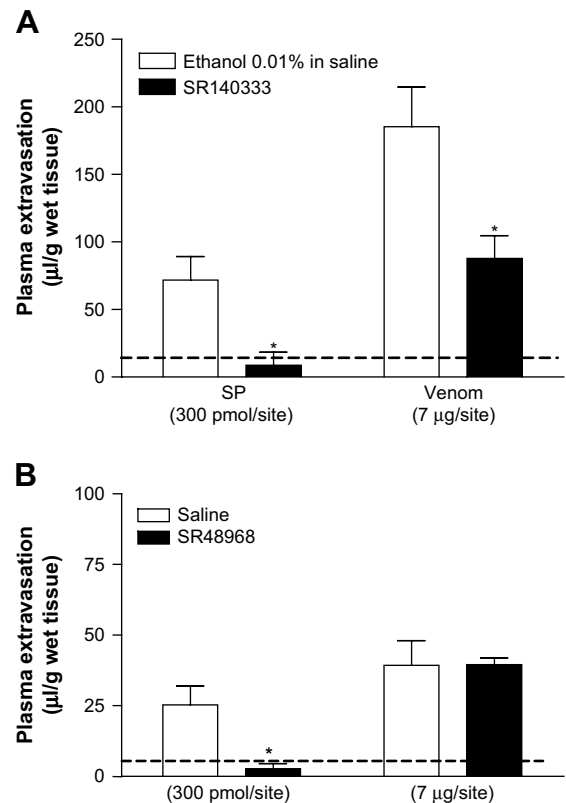 A
Plasma extravasation
(µl/g wet tissue)
250
200
150
100
50
0
Ethanol 0.01% in saline
SR140333
*
*
SP
(300 pmol/site)
Venom
(7 µg/site)
B
Plasma extravasation
(µl/g wet tissue)
100
75
50
25
0
Saline
SR48968
*
(300 pmol/site)
(7 µg/site)